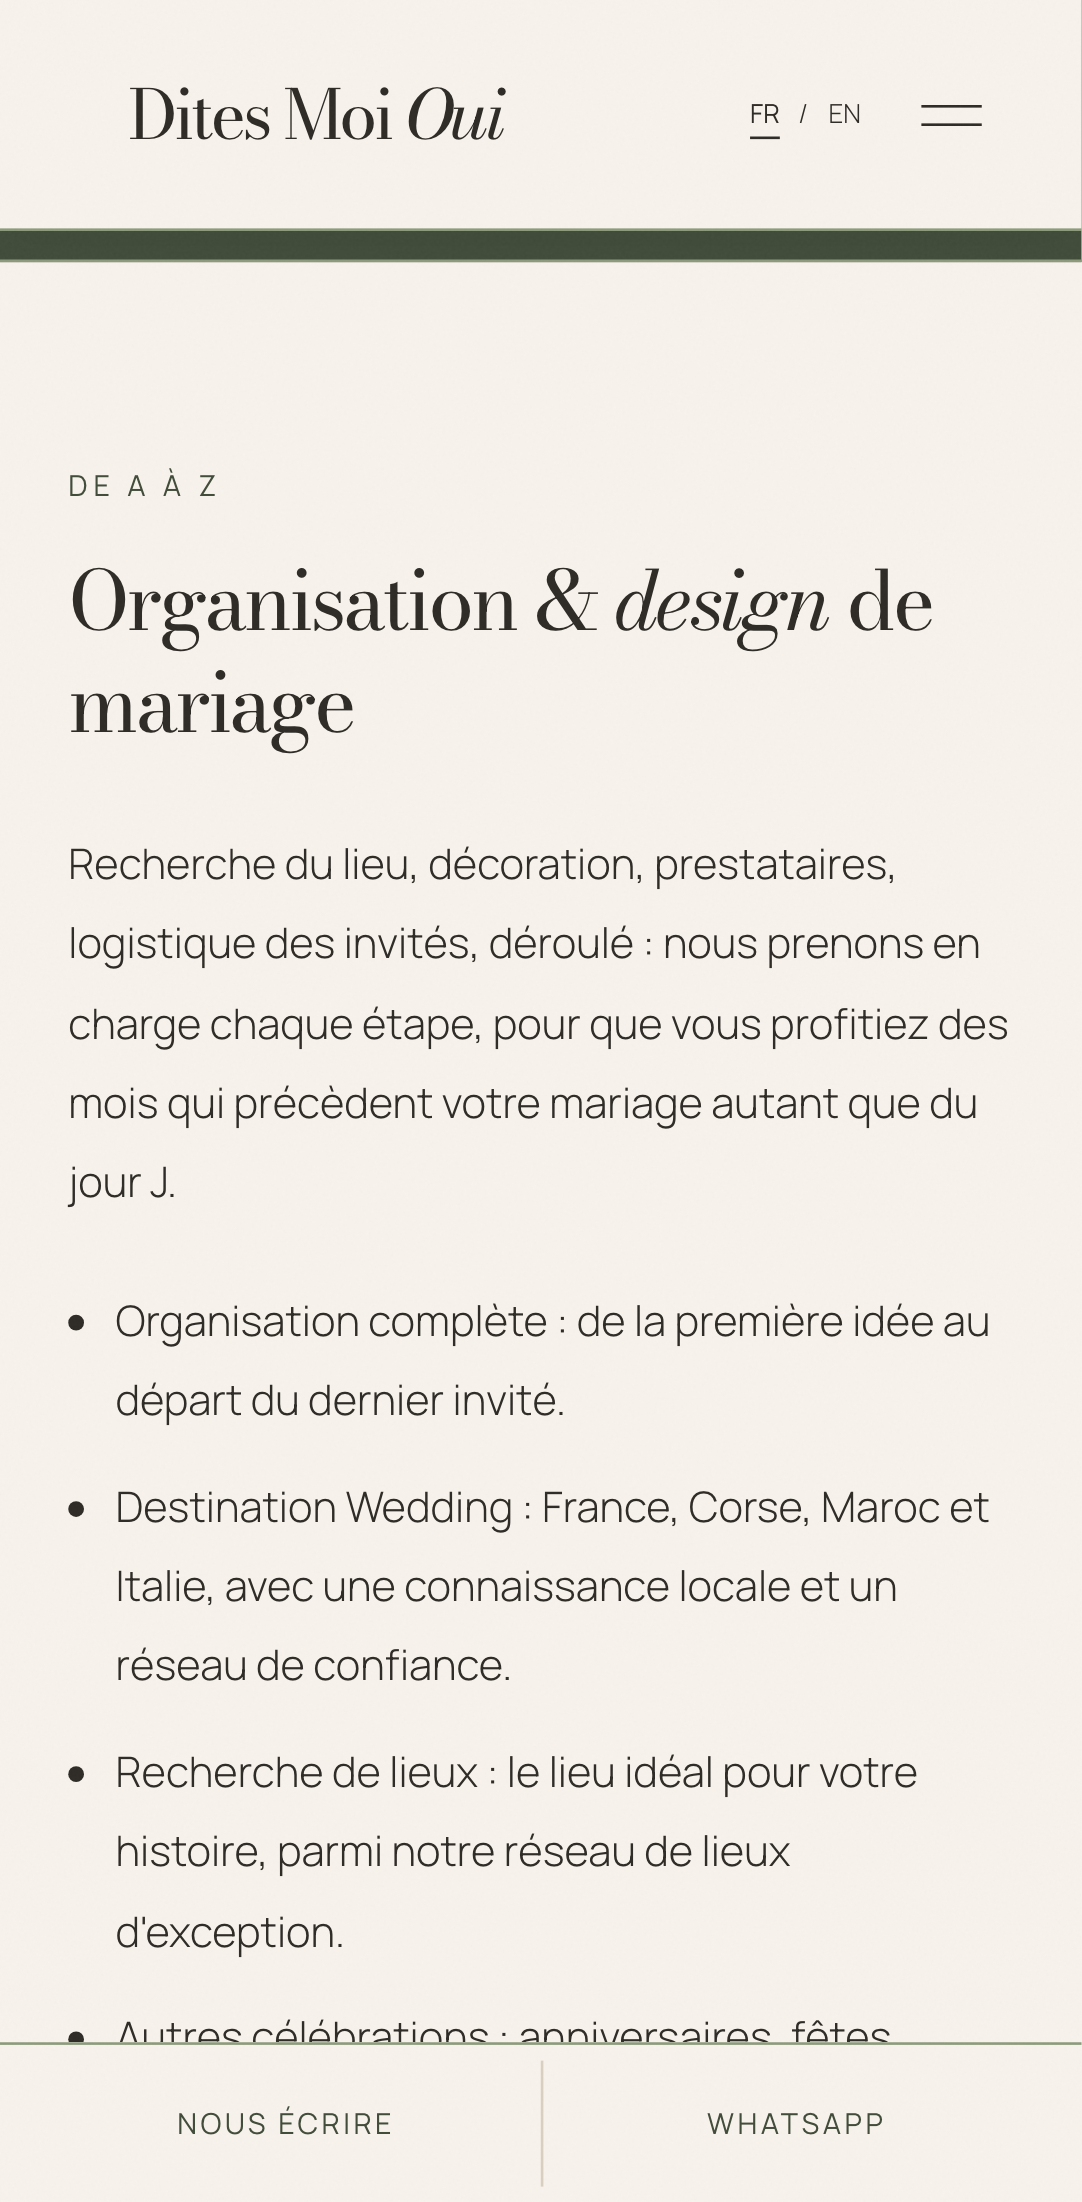 Dites Moi Oui
FR / EN
DE A À Z
Organisation & design de
mariage
Recherche du lieu, décoration, prestataires,
logistique des invités, déroulé : nous prenons en
charge chaque étape, pour que vous profitiez des
mois qui précèdent votre mariage autant que du
jour J.
• Organisation complète : de la première idée au
départ du dernier invité.
• Destination Wedding : France, Corse, Maroc et
Italie, avec une connaissance locale et un
réseau de confiance.
• Recherche de lieux : le lieu idéal pour votre
histoire, parmi notre réseau de lieux
d'exception.
• Autres célébrations : anniversaires, fêtes
NOUS ÉCRIRE
WHATSAPP